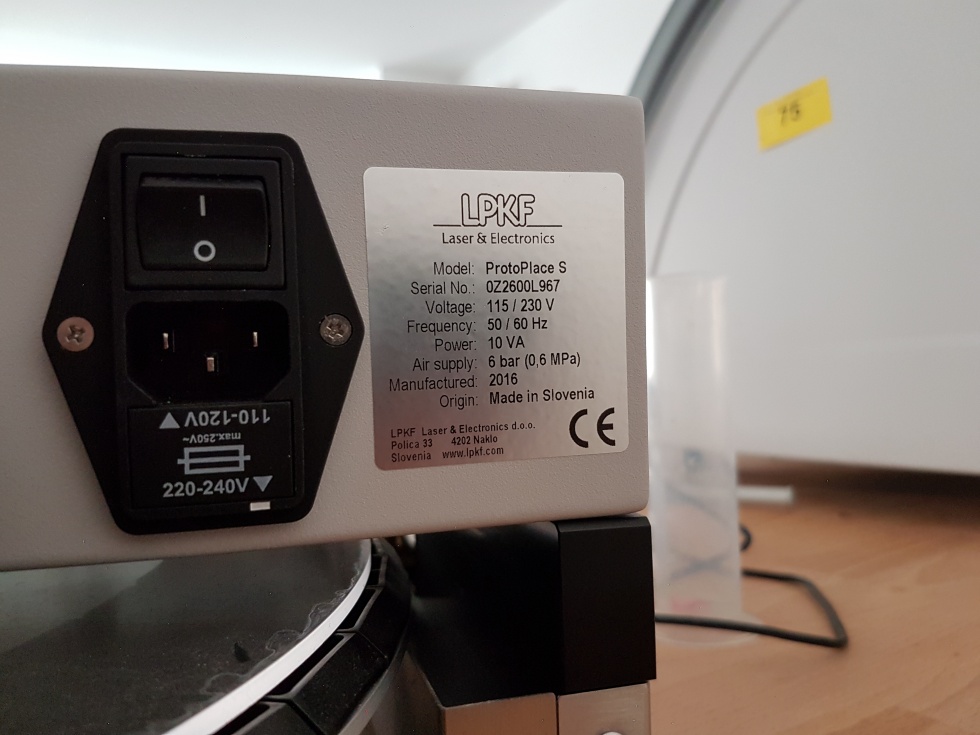 75
I
O
110-120V
max.250V~
220-240V
LPKF
Laser & Electronics
Model: ProtoPlace S
Serial No.: 0Z2600L967
Voltage: 115 / 230 V
Frequency: 50 / 60 Hz
Power: 10 VA
Air supply: 6 bar (0,6 MPa)
Manufactured: 2016
Origin: Made in Slovenia
LPKF Laser & Electronics d.o.o.
Polica 33 4202 Naklo
Slovenia www.lpkf.com
CE